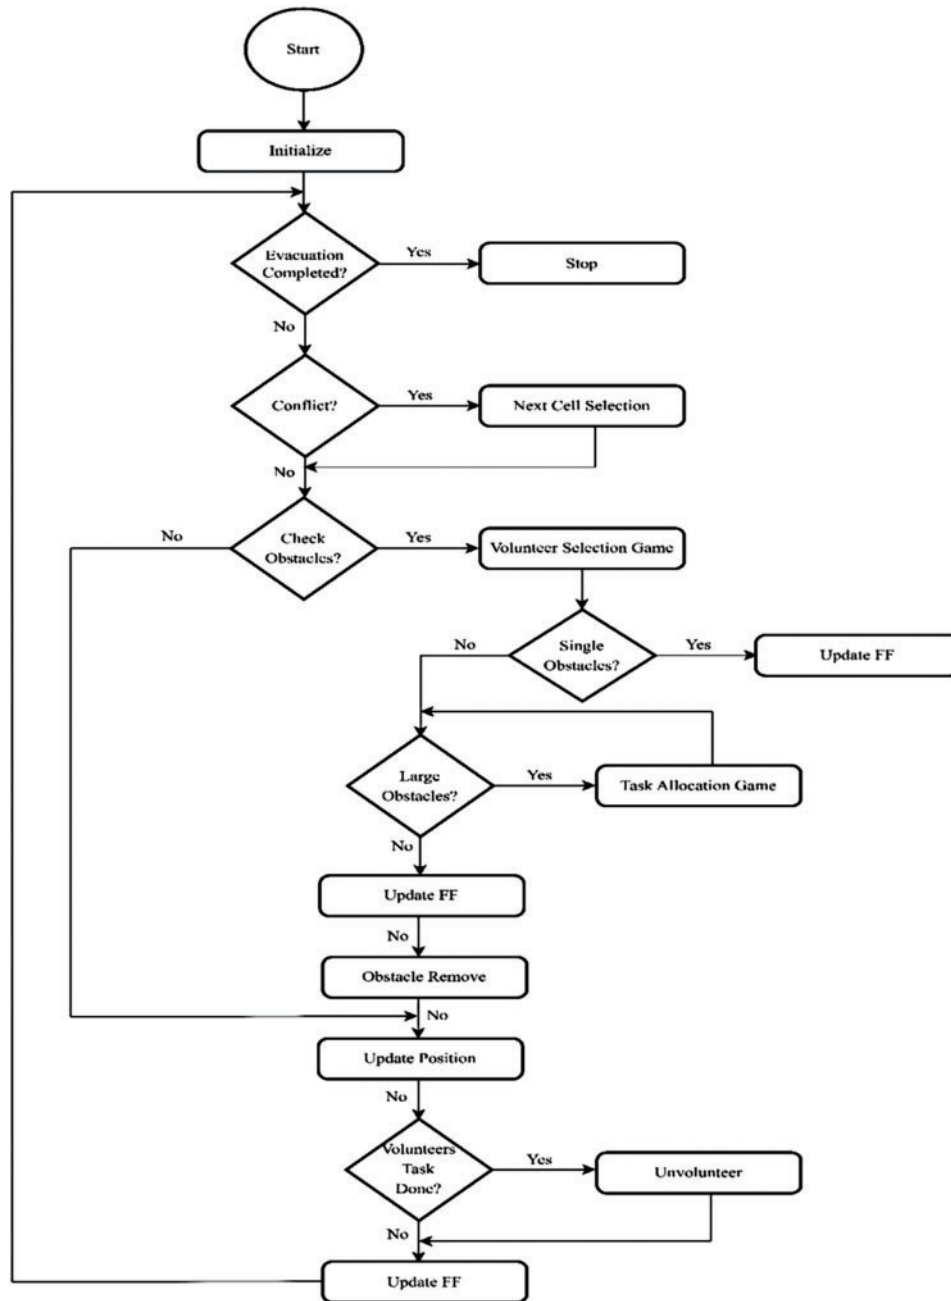 Start
Initialize
Evacuation
Completed?
Yes
Stop
No
Conflict?
Yes
Next Cell Selection
No
No
Check
Obstacles?
Yes
Volunteer Selection Game
No
Single
Obstacles?
Yes
Update FF
Large
Obstacles?
Yes
Task Allocation Game
No
Update FF
No
Obstacle Remove
No
Update Position
No
Volunteers
Task
Done?
Yes
Unvolunteer
No
Update FF